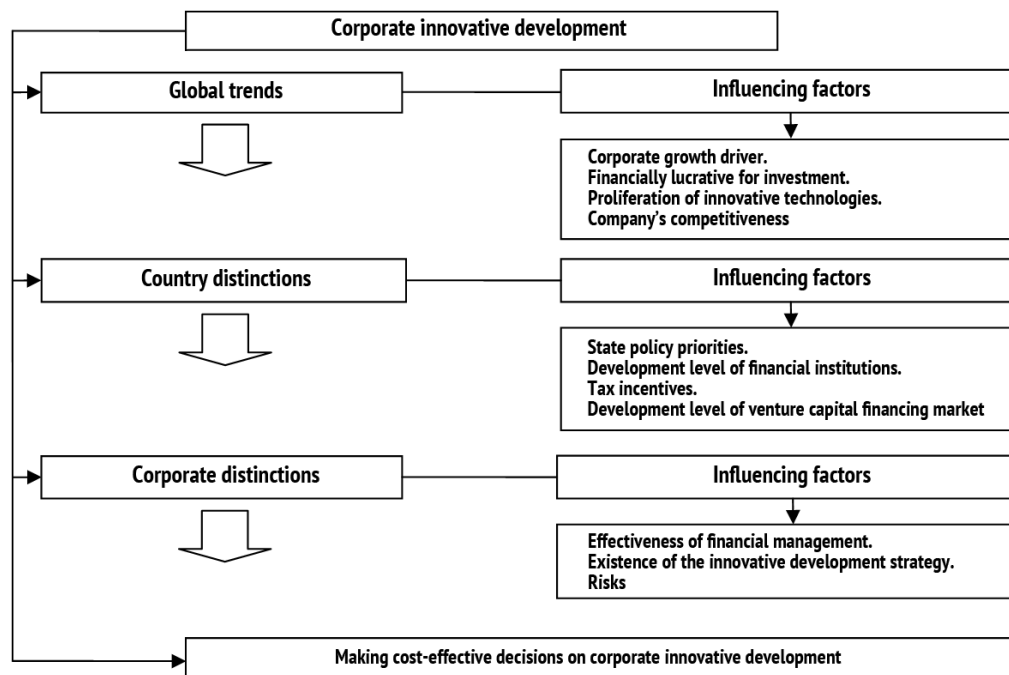 Corporate innovative development
Global trends
Influencing factors
Corporate growth driver.
Financially lucrative for investment.
Proliferation of innovative technologies.
Company's competitiveness
Country distinctions
Influencing factors
State policy priorities.
Development level of financial institutions.
Tax incentives.
Development level of venture capital financing market
Corporate distinctions
Influencing factors
Effectiveness of financial management.
Existence of the innovative development strategy.
Risks
Making cost-effective decisions on corporate innovative development